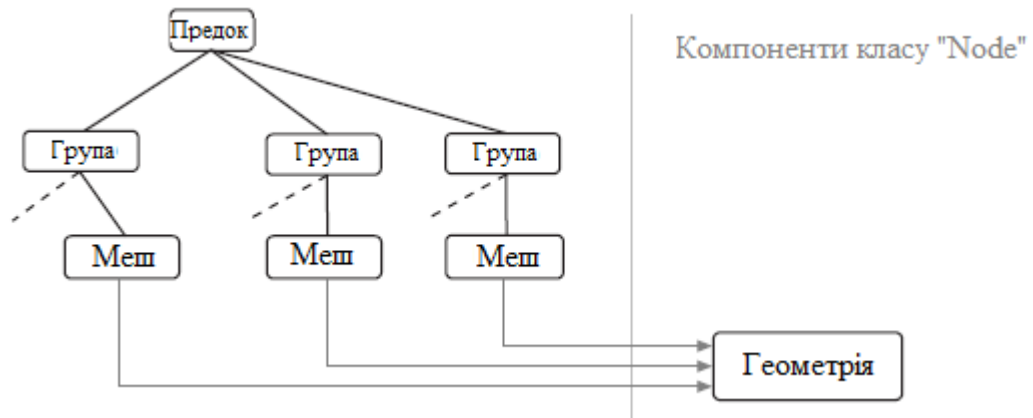 Предок
Компоненти класу "Node"
Група
Група
Група
Меш
Меш
Меш
Геометрія